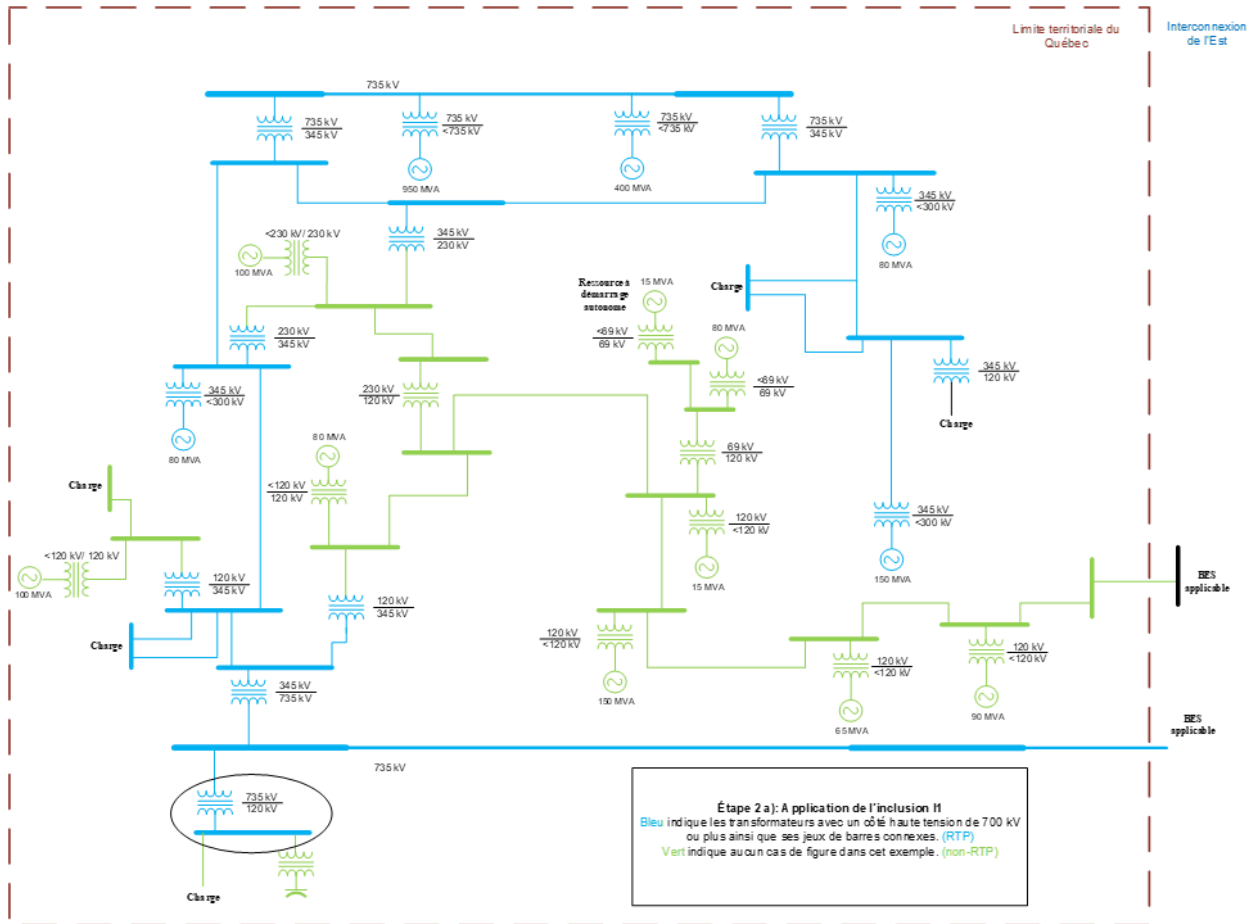 Limite territoriale du
Québec
Interconnexion
de l'Est
735 kV
735 kV
345 kV
735 kV
<735 kV
735 kV
<735 kV
735 kV
345 kV
950 MVA
400 MVA
345 kV
<300 kV
80 MVA
345 kV
230 kV
<230 kV/ 230 kV
100 MVA
Ressource à
démarrage
autonome
15 MVA
<69 kV
69 kV
80 MVA
<69 kV
69 kV
Charge
230 kV
345 kV
345 kV
<300 kV
80 MVA
230 kV
120 kV
345 kV
120 kV
Charge
80 MVA
<120 kV
120 kV
69 kV
120 kV
Charge
<120 kV/ 120 kV
100 MVA
120 kV
345 kV
120 kV
<120 kV
15 MVA
345 kV
<300 kV
150 MVA
BES
applicable
120 kV
345 kV
Charge
120 kV
<120 kV
150 MVA
120 kV
<120 kV
65 MVA
120 kV
<120 kV
90 MVA
345 kV
735 kV
BES
applicable
735 kV
735 kV
120 kV
Charge
Étape 2 a): Application de l'inclusion I1
Bleu indique les transformateurs avec un côté haute tension de 700 kV
ou plus ainsi que ses jeux de barres connexes. (RTP)
Vert indique aucun cas de figure dans cet exemple. (non-RTP)